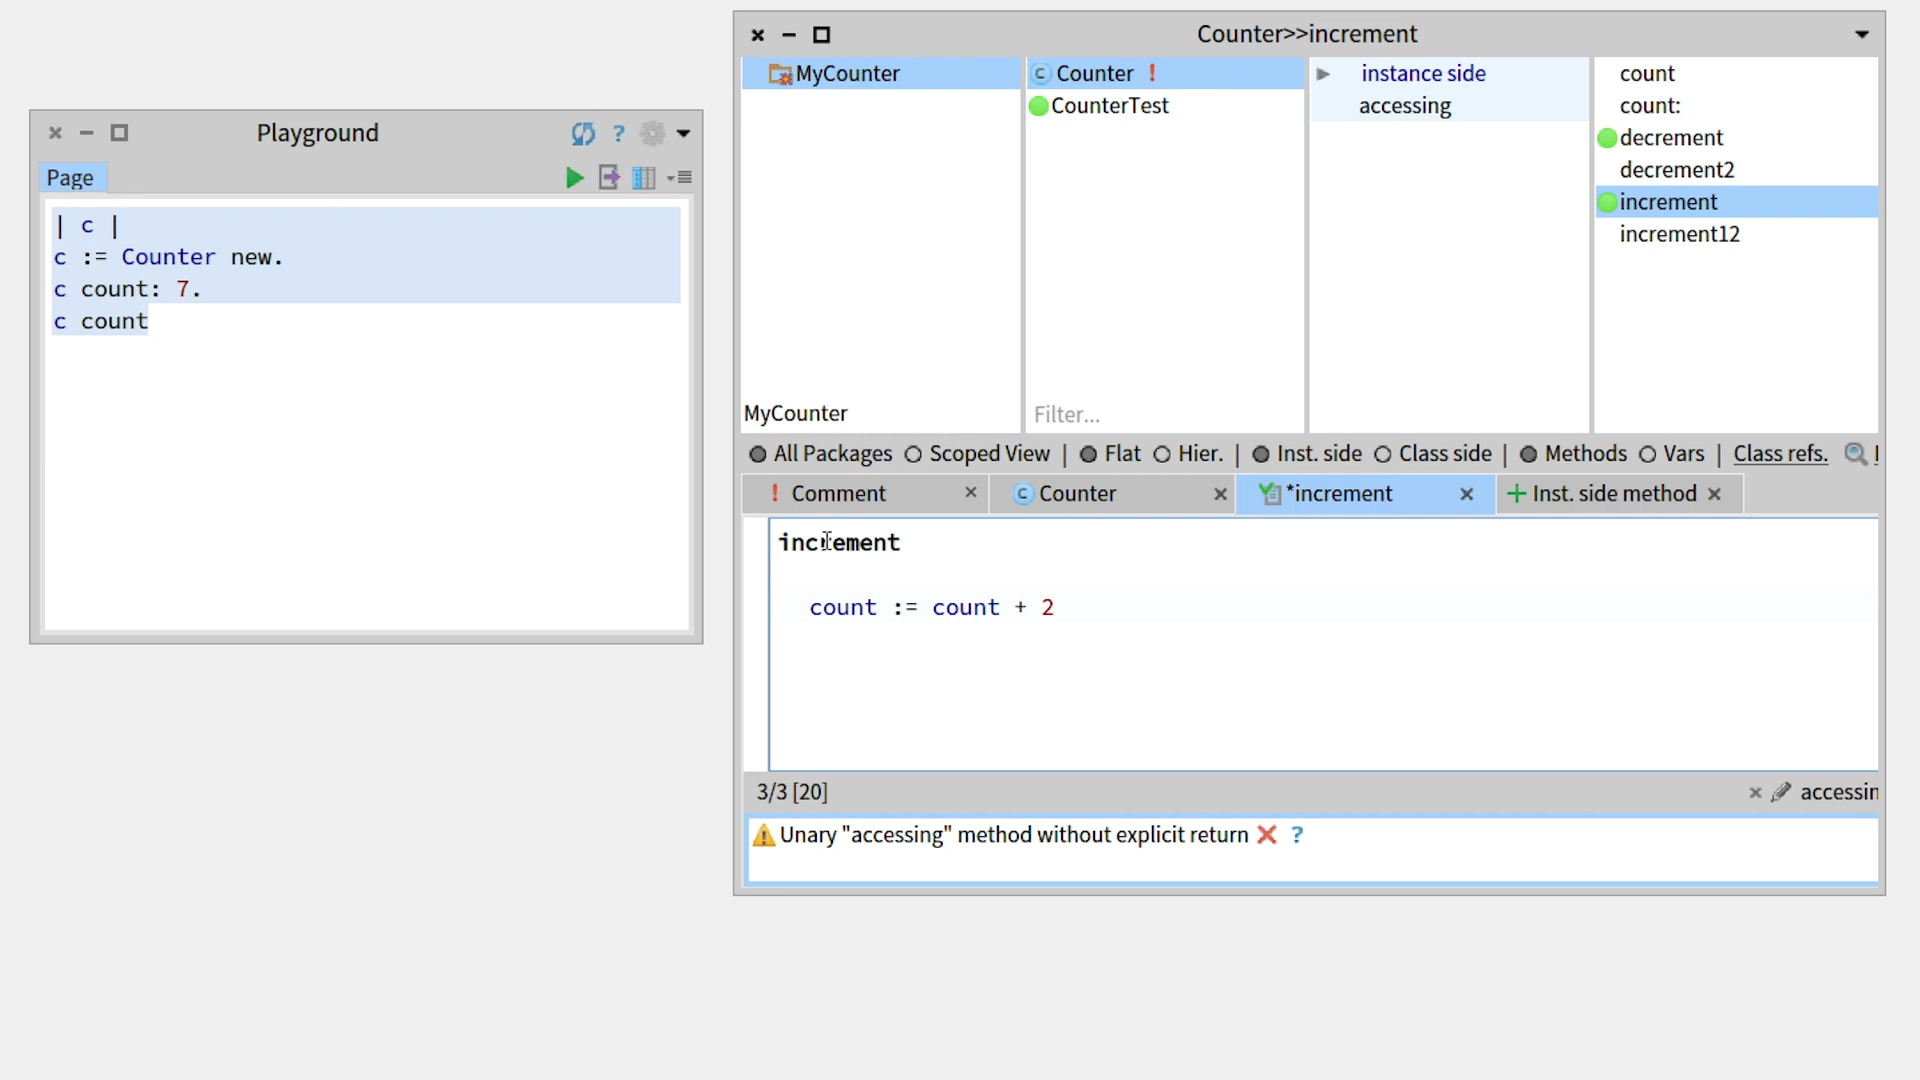 Playground
?
Page
| c |
c := Counter new.
c count: 7.
c count
Counter>>increment
MyCounter
Counter !
CounterTest
instance side
accessing
count
count:
decrement
decrement2
increment
increment12
MyCounter
Filter...
All Packages Scoped View | Flat Hier. | Inst. side Class side | Methods Vars | Class refs.
! Comment
Counter
*increment
+ Inst. side method
increment
count := count + 2
3/3 [20]
accessin
Unary "accessing" method without explicit return ?